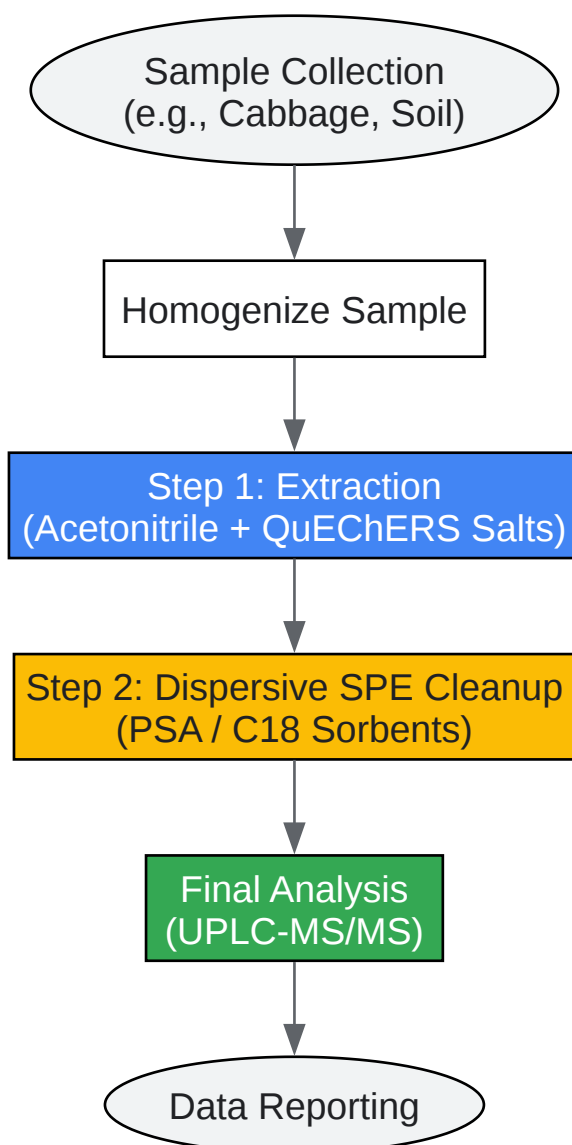 Sample Collection
(e.g., Cabbage, Soil)
Homogenize Sample
Step 1: Extraction
(Acetonitrile + QuEChERS Salts)
Step 2: Dispersive SPE Cleanup
(PSA / C18 Sorbents)
Final Analysis
(UPLC-MS/MS)
Data Reporting